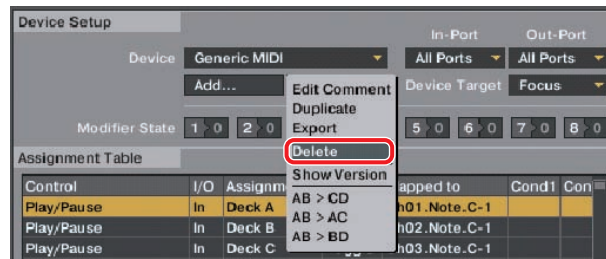 Device Setup
In-Port Out-Port
Device Generic MIDI All Ports All Ports
Add... Device Target Focus
Edit Comment
Duplicate
Export
Delete
Show Version
AB > CD
AB > AC
AB > BD
Modifier State 1 0 2 0 5 0 6 0 7 0 8 0
Assignment Table
Control I/O Assignm apped to Cond1 Con
Play/Pause In Deck A h01.Note.C-1
Play/Pause In Deck B h02.Note.C-1
Play/Pause In Deck C h03.Note.C-1